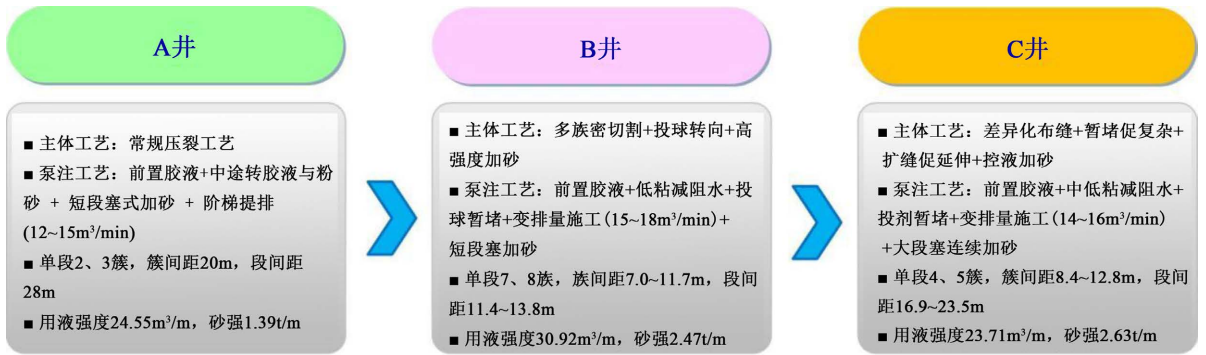 A井
■ 主体工艺：常规压裂工艺
■ 泵注工艺：前置胶液+中途转胶液与粉
砂 + 短段塞式加砂 + 阶梯提排
(12~15m³/min)
■ 单段2、3簇，簇间距20m，段间距
28m
■ 用液强度24.55m³/m，砂强1.39t/m
B井
■ 主体工艺：多族密切割+投球转向+高
强度加砂
■ 泵注工艺：前置胶液+低粘减阻水+投
球暂堵+变排量施工(15~18m³/min)+
短段塞加砂
■ 单段7、8族，族间距7.0~11.7m，段间
距11.4~13.8m
■ 用液强度30.92m³/m，砂强2.47t/m
C井
■ 主体工艺：差异化布缝+暂堵促复杂+
扩缝促延伸+控液加砂
■ 泵注工艺：前置胶液+中低粘减阻水+
投剂暂堵+变排量施工(14~16m³/min)
+大段塞连续加砂
■ 单段4、5簇，簇间距8.4~12.8m，段间
距16.9~23.5m
■ 用液强度23.71m³/m，砂强2.63t/m